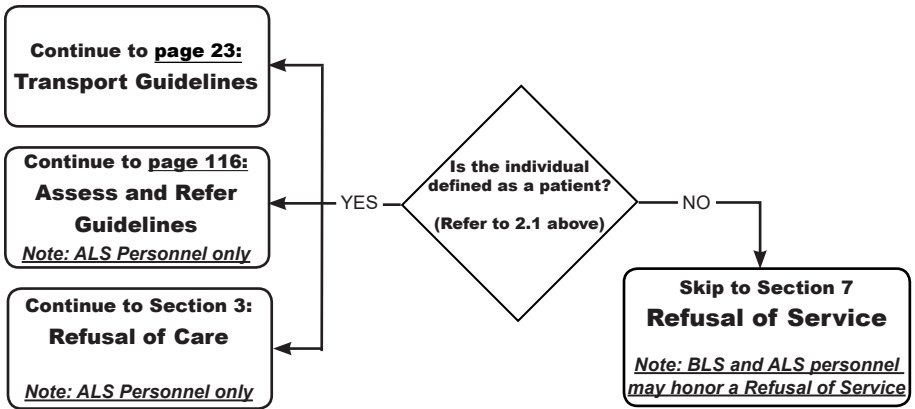 Continue to page 23:
Transport Guidelines
Continue to page 116:
Assess and Refer
Guidelines
Note: ALS Personnel only
Continue to Section 3:
Refusal of Care
Note: ALS Personnel only
YES
Is the individual
defined as a patient?
(Refer to 2.1 above)
NO
Skip to Section 7
Refusal of Service
Note: BLS and ALS personnel
may honor a Refusal of Service